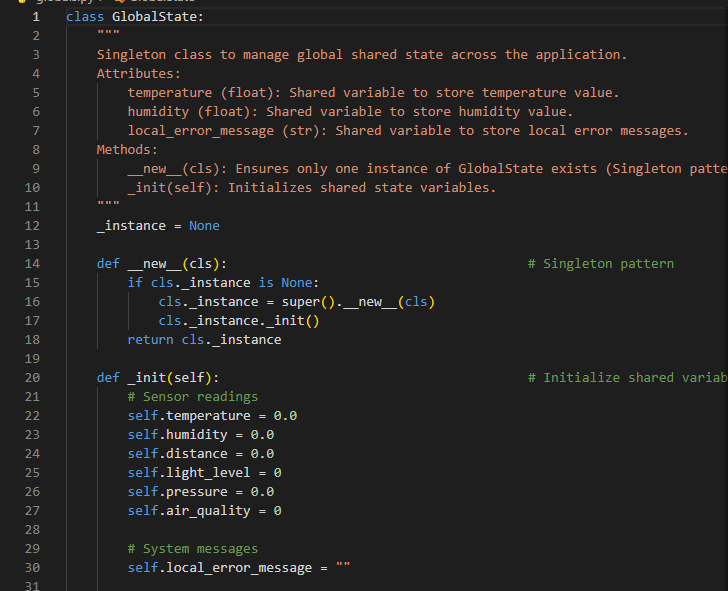 1 class GlobalState:
2 """
3 Singleton class to manage global shared state across the application.
4 Attributes:
5 temperature (float): Shared variable to store temperature value.
6 humidity (float): Shared variable to store humidity value.
7 local_error_message (str): Shared variable to store local error messages.
8 Methods:
9 __new__(cls): Ensures only one instance of GlobalState exists (Singleton patte
10 _init(self): Initializes shared state variables.
11 """
12 _instance = None
13
14 def __new__(cls): # Singleton pattern
15 if cls._instance is None:
16 cls._instance = super().__new__(cls)
17 cls._instance._init()
18 return cls._instance
19
20 def _init(self): # Initialize shared variab
21 # Sensor readings
22 self.temperature = 0.0
23 self.humidity = 0.0
24 self.distance = 0.0
25 self.light_level = 0
26 self.pressure = 0.0
27 self.air_quality = 0
28
29 # System messages
30 self.local_error_message = ""
31